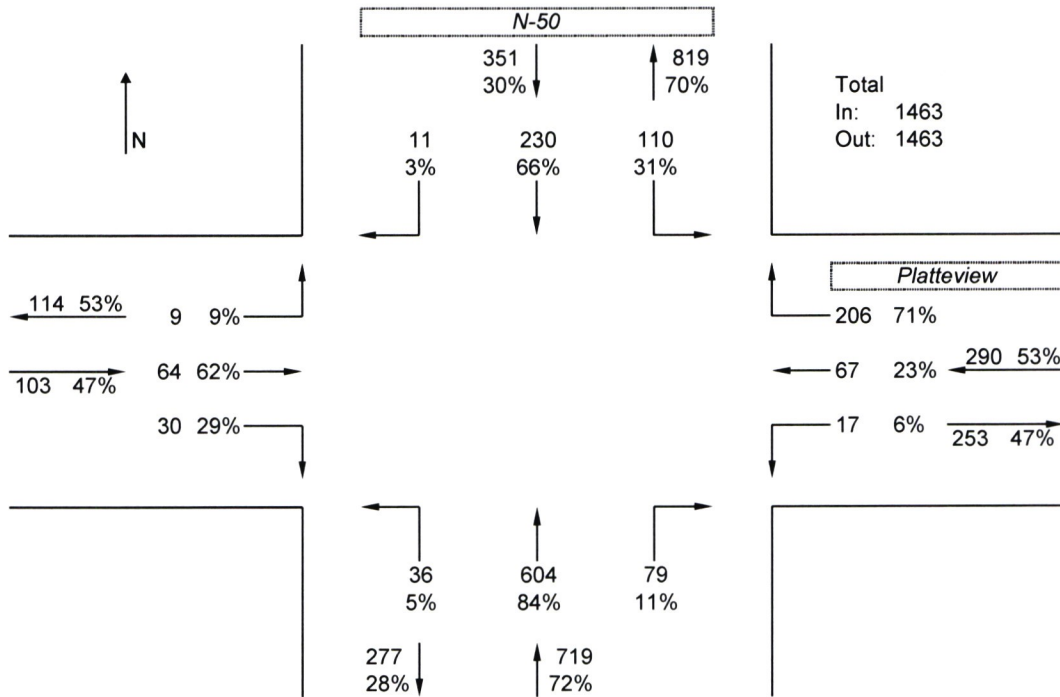 N-50
351 819
30% 70%
Total
In: 1463
Out: 1463
N
11 230 110
3% 66% 31%
Platteview
114 53%
9 9%
206 71%
64 62%
67 23%
290 53%
103 47%
30 29%
17 6%
253 47%
36 604 79
5% 84% 11%
277 719
28% 72%